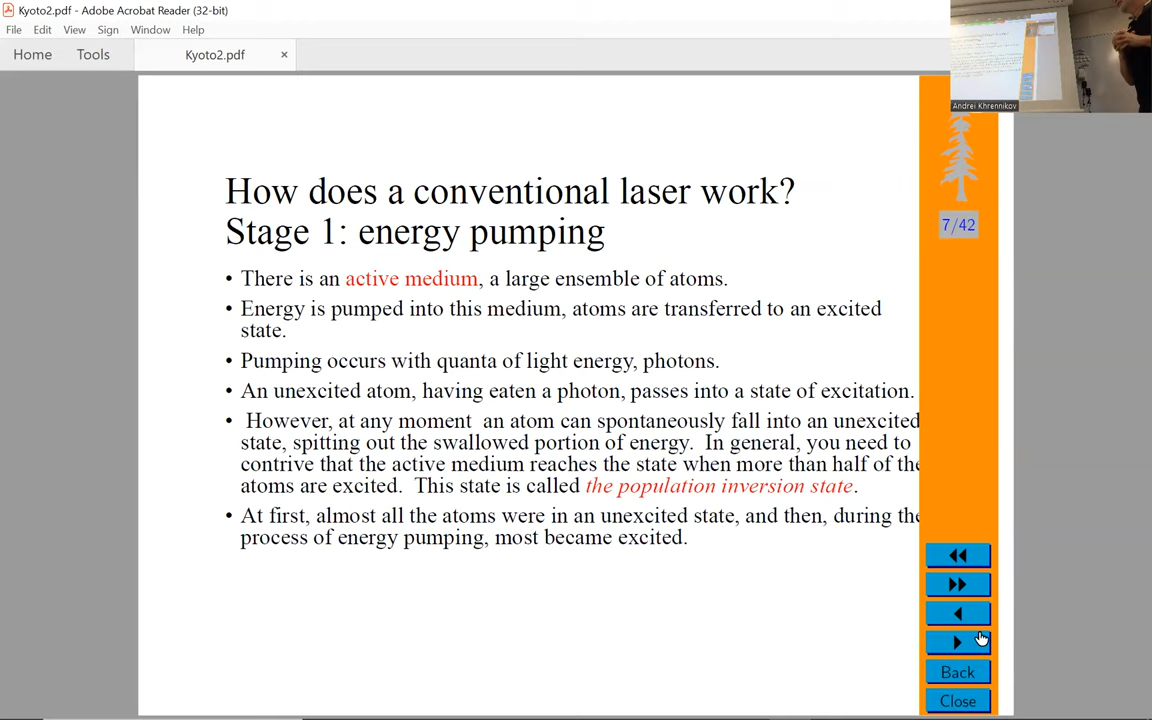 Kyoto2.pdf - Adobe Acrobat Reader (32-bit)
File Edit View Sign Window Help
Home Tools Kyoto2.pdf ×
Andrei Khrennikov
How does a conventional laser work?
Stage 1: energy pumping
7/42
• There is an active medium, a large ensemble of atoms.
• Energy is pumped into this medium, atoms are transferred to an excited
state.
• Pumping occurs with quanta of light energy, photons.
• An unexcited atom, having eaten a photon, passes into a state of excitation.
• However, at any moment an atom can spontaneously fall into an unexcited
state, spitting out the swallowed portion of energy. In general, you need to
contrive that the active medium reaches the state when more than half of the
atoms are excited. This state is called the population inversion state.
• At first, almost all the atoms were in an unexcited state, and then, during the
process of energy pumping, most became excited.
Back
Close